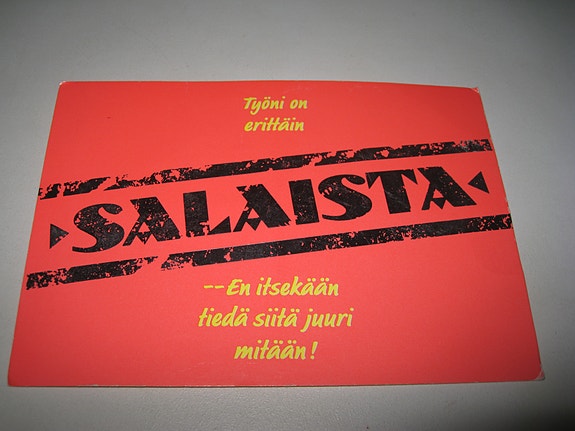 Työni on
erittäin
SALAISTA
--En itsekään
tiedä siitä juuri
mitään!